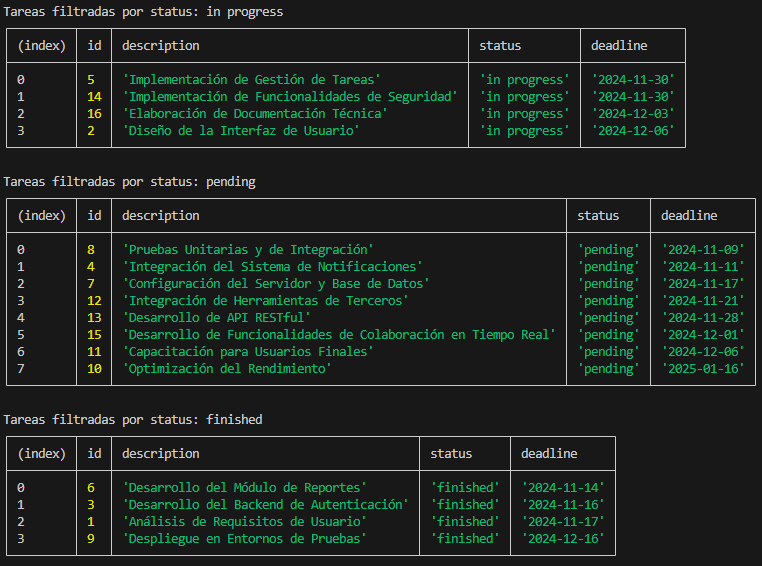 Tareas filtradas por status: in progress
(index) id description status deadline
0 5 'Implementación de Gestión de Tareas' 'in progress' '2024-11-30'
1 14 'Implementación de Funcionalidades de Seguridad' 'in progress' '2024-11-30'
2 16 'Elaboración de Documentación Técnica' 'in progress' '2024-12-03'
3 2 'Diseño de la Interfaz de Usuario' 'in progress' '2024-12-06'
Tareas filtradas por status: pending
(index) id description status deadline
0 8 'Pruebas Unitarias y de Integración' 'pending' '2024-11-09'
1 4 'Integración del Sistema de Notificaciones' 'pending' '2024-11-11'
2 7 'Configuración del Servidor y Base de Datos' 'pending' '2024-11-17'
3 12 'Integración de Herramientas de Terceros' 'pending' '2024-11-21'
4 13 'Desarrollo de API RESTful' 'pending' '2024-11-28'
5 15 'Desarrollo de Funcionalidades de Colaboración en Tiempo Real' 'pending' '2024-12-01'
6 11 'Capacitación para Usuarios Finales' 'pending' '2024-12-06'
7 10 'Optimización del Rendimiento' 'pending' '2025-01-16'
Tareas filtradas por status: finished
(index) id description status deadline
0 6 'Desarrollo del Módulo de Reportes' 'finished' '2024-11-14'
1 3 'Desarrollo del Backend de Autenticación' 'finished' '2024-11-16'
2 1 'Análisis de Requisitos de Usuario' 'finished' '2024-11-17'
3 9 'Despliegue en Entornos de Pruebas' 'finished' '2024-12-16'